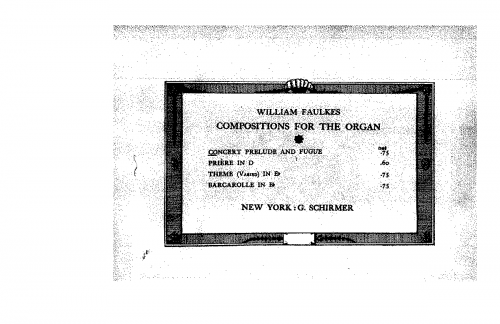 WILLIAM FAULKES
COMPOSITIONS FOR THE ORGAN
net
CONCERT PRELUDE AND FUGUE .75
PRIÈRE IN D .60
THEME (VARIED) IN E♭ .75
BARCAROLLE IN B♭ .75
NEW YORK : G. SCHIRMER